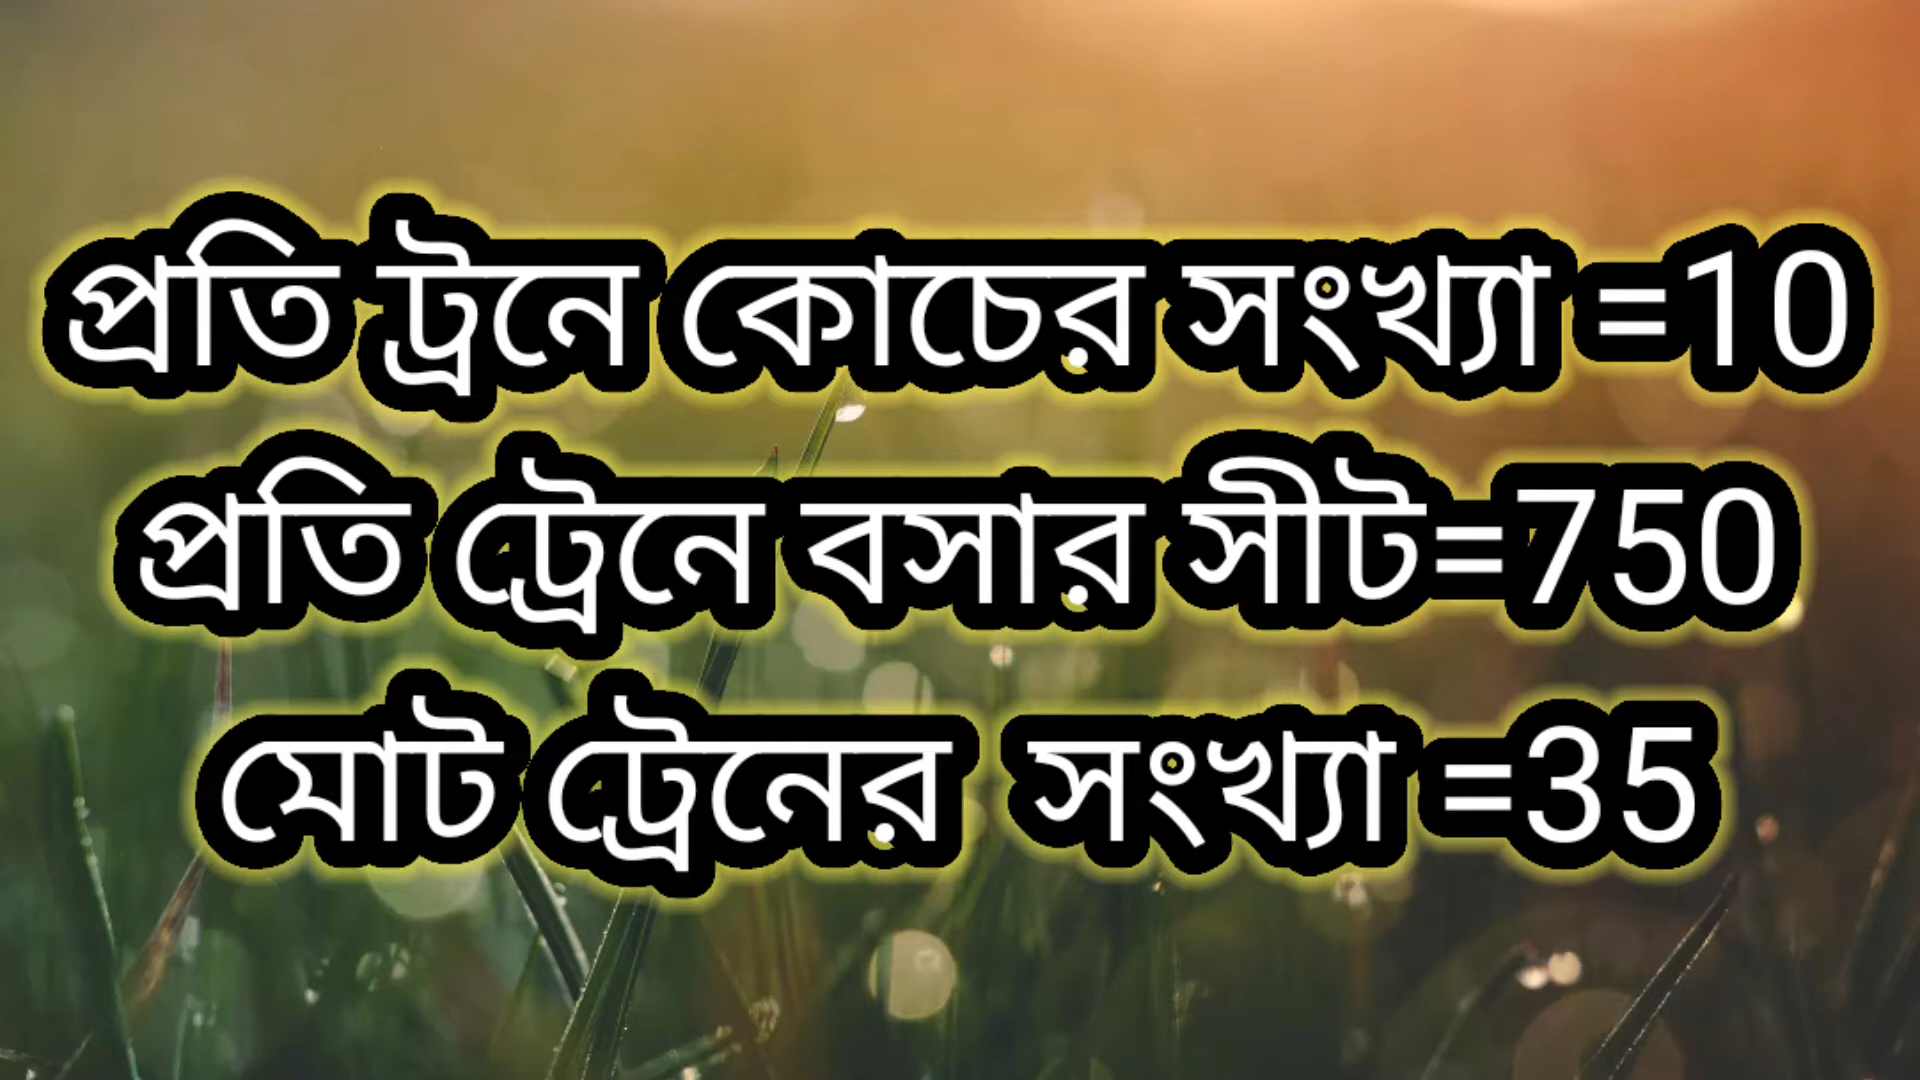 প্রতি ট্রনে কোচের সংখ্যা =10
প্রতি ট্রেনে বসার সীট=750
মোট ট্রেনের সংখ্যা =35